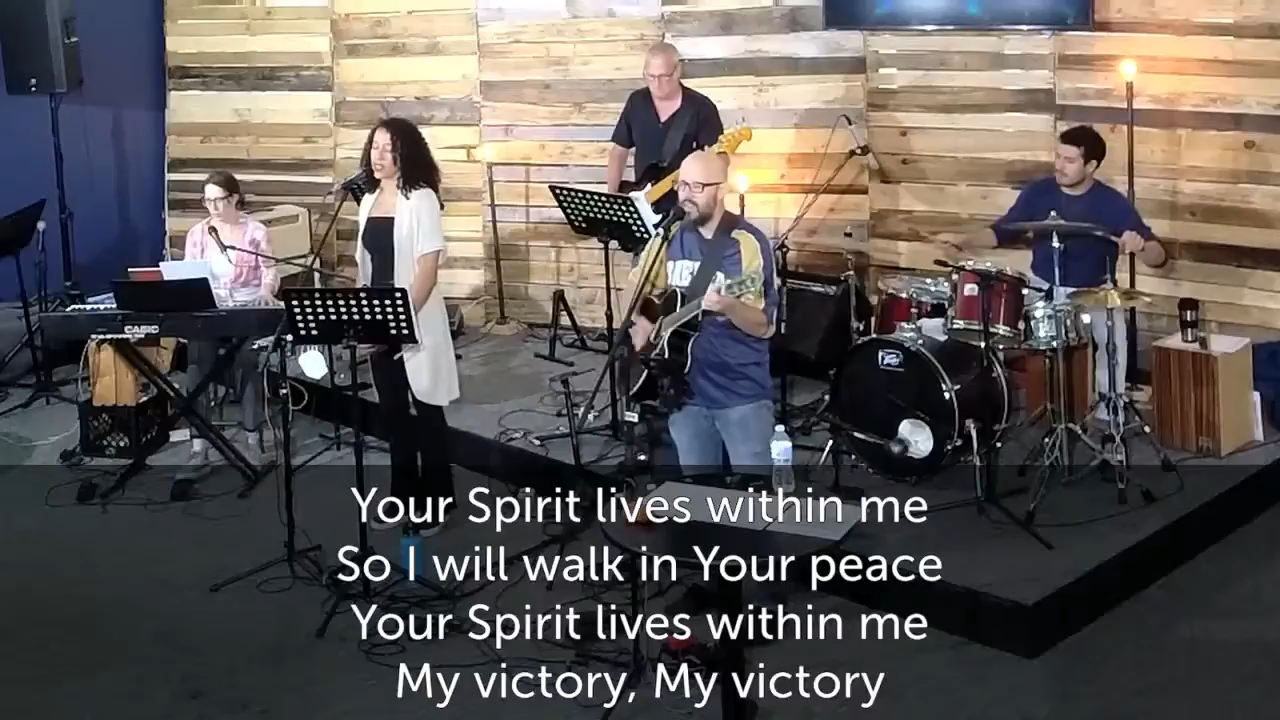 CASIO
Your Spirit lives within me
So I will walk in Your peace
Your Spirit lives within me
My victory, My victory